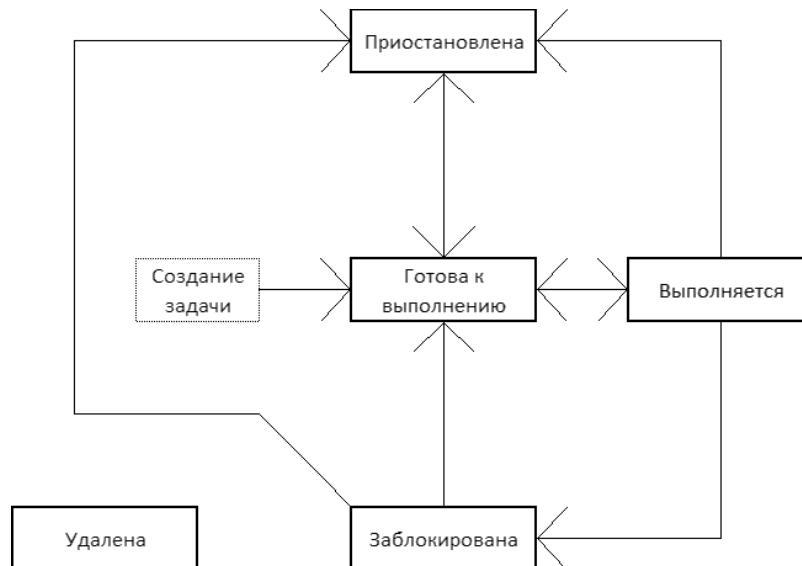 Приостановлена
Создание
задачи
Готова к
выполнению
Выполняется
Удалена
Заблокирована